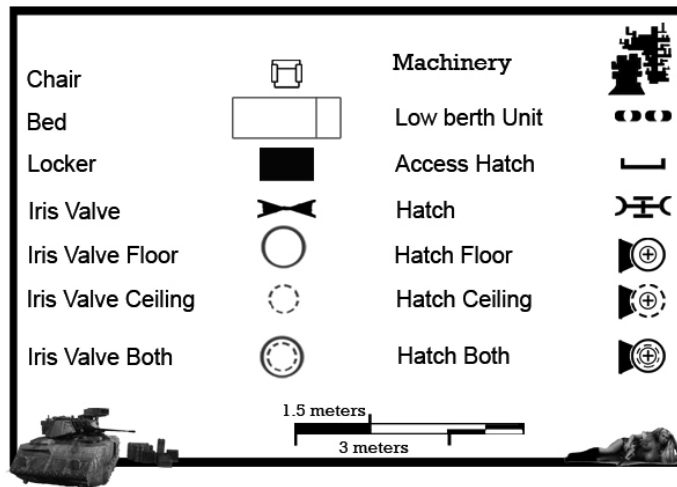 Chair
Bed
Locker
Iris Valve
Iris Valve Floor
Iris Valve Ceiling
Iris Valve Both
Machinery
Low berth Unit
Access Hatch
Hatch
Hatch Floor
Hatch Ceiling
Hatch Both
1.5 meters
3 meters